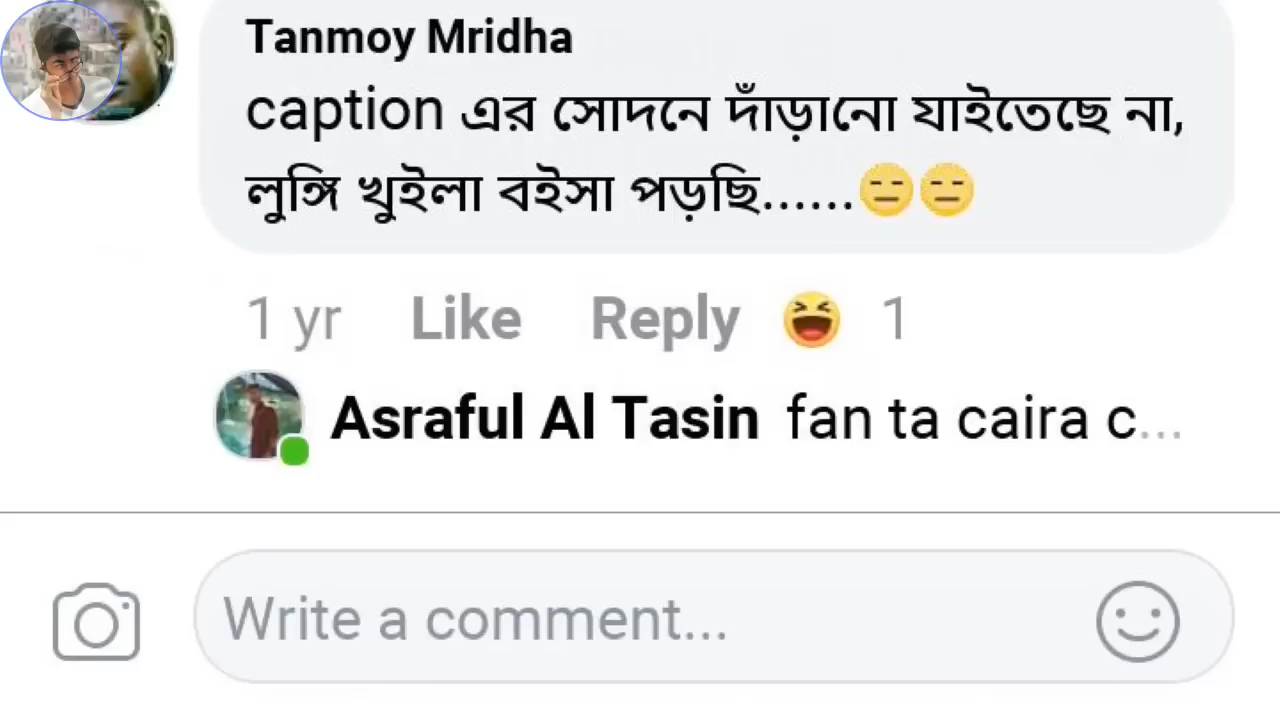 Tanmoy Mridha
caption এর সোদনে দাঁড়ানো যাইতেছে না,
লুঙ্গি খুইলা বইসা পড়ছি......😑😑
1 yr Like Reply 😆 1
Asraful Al Tasin fan ta caira c...
Write a comment...